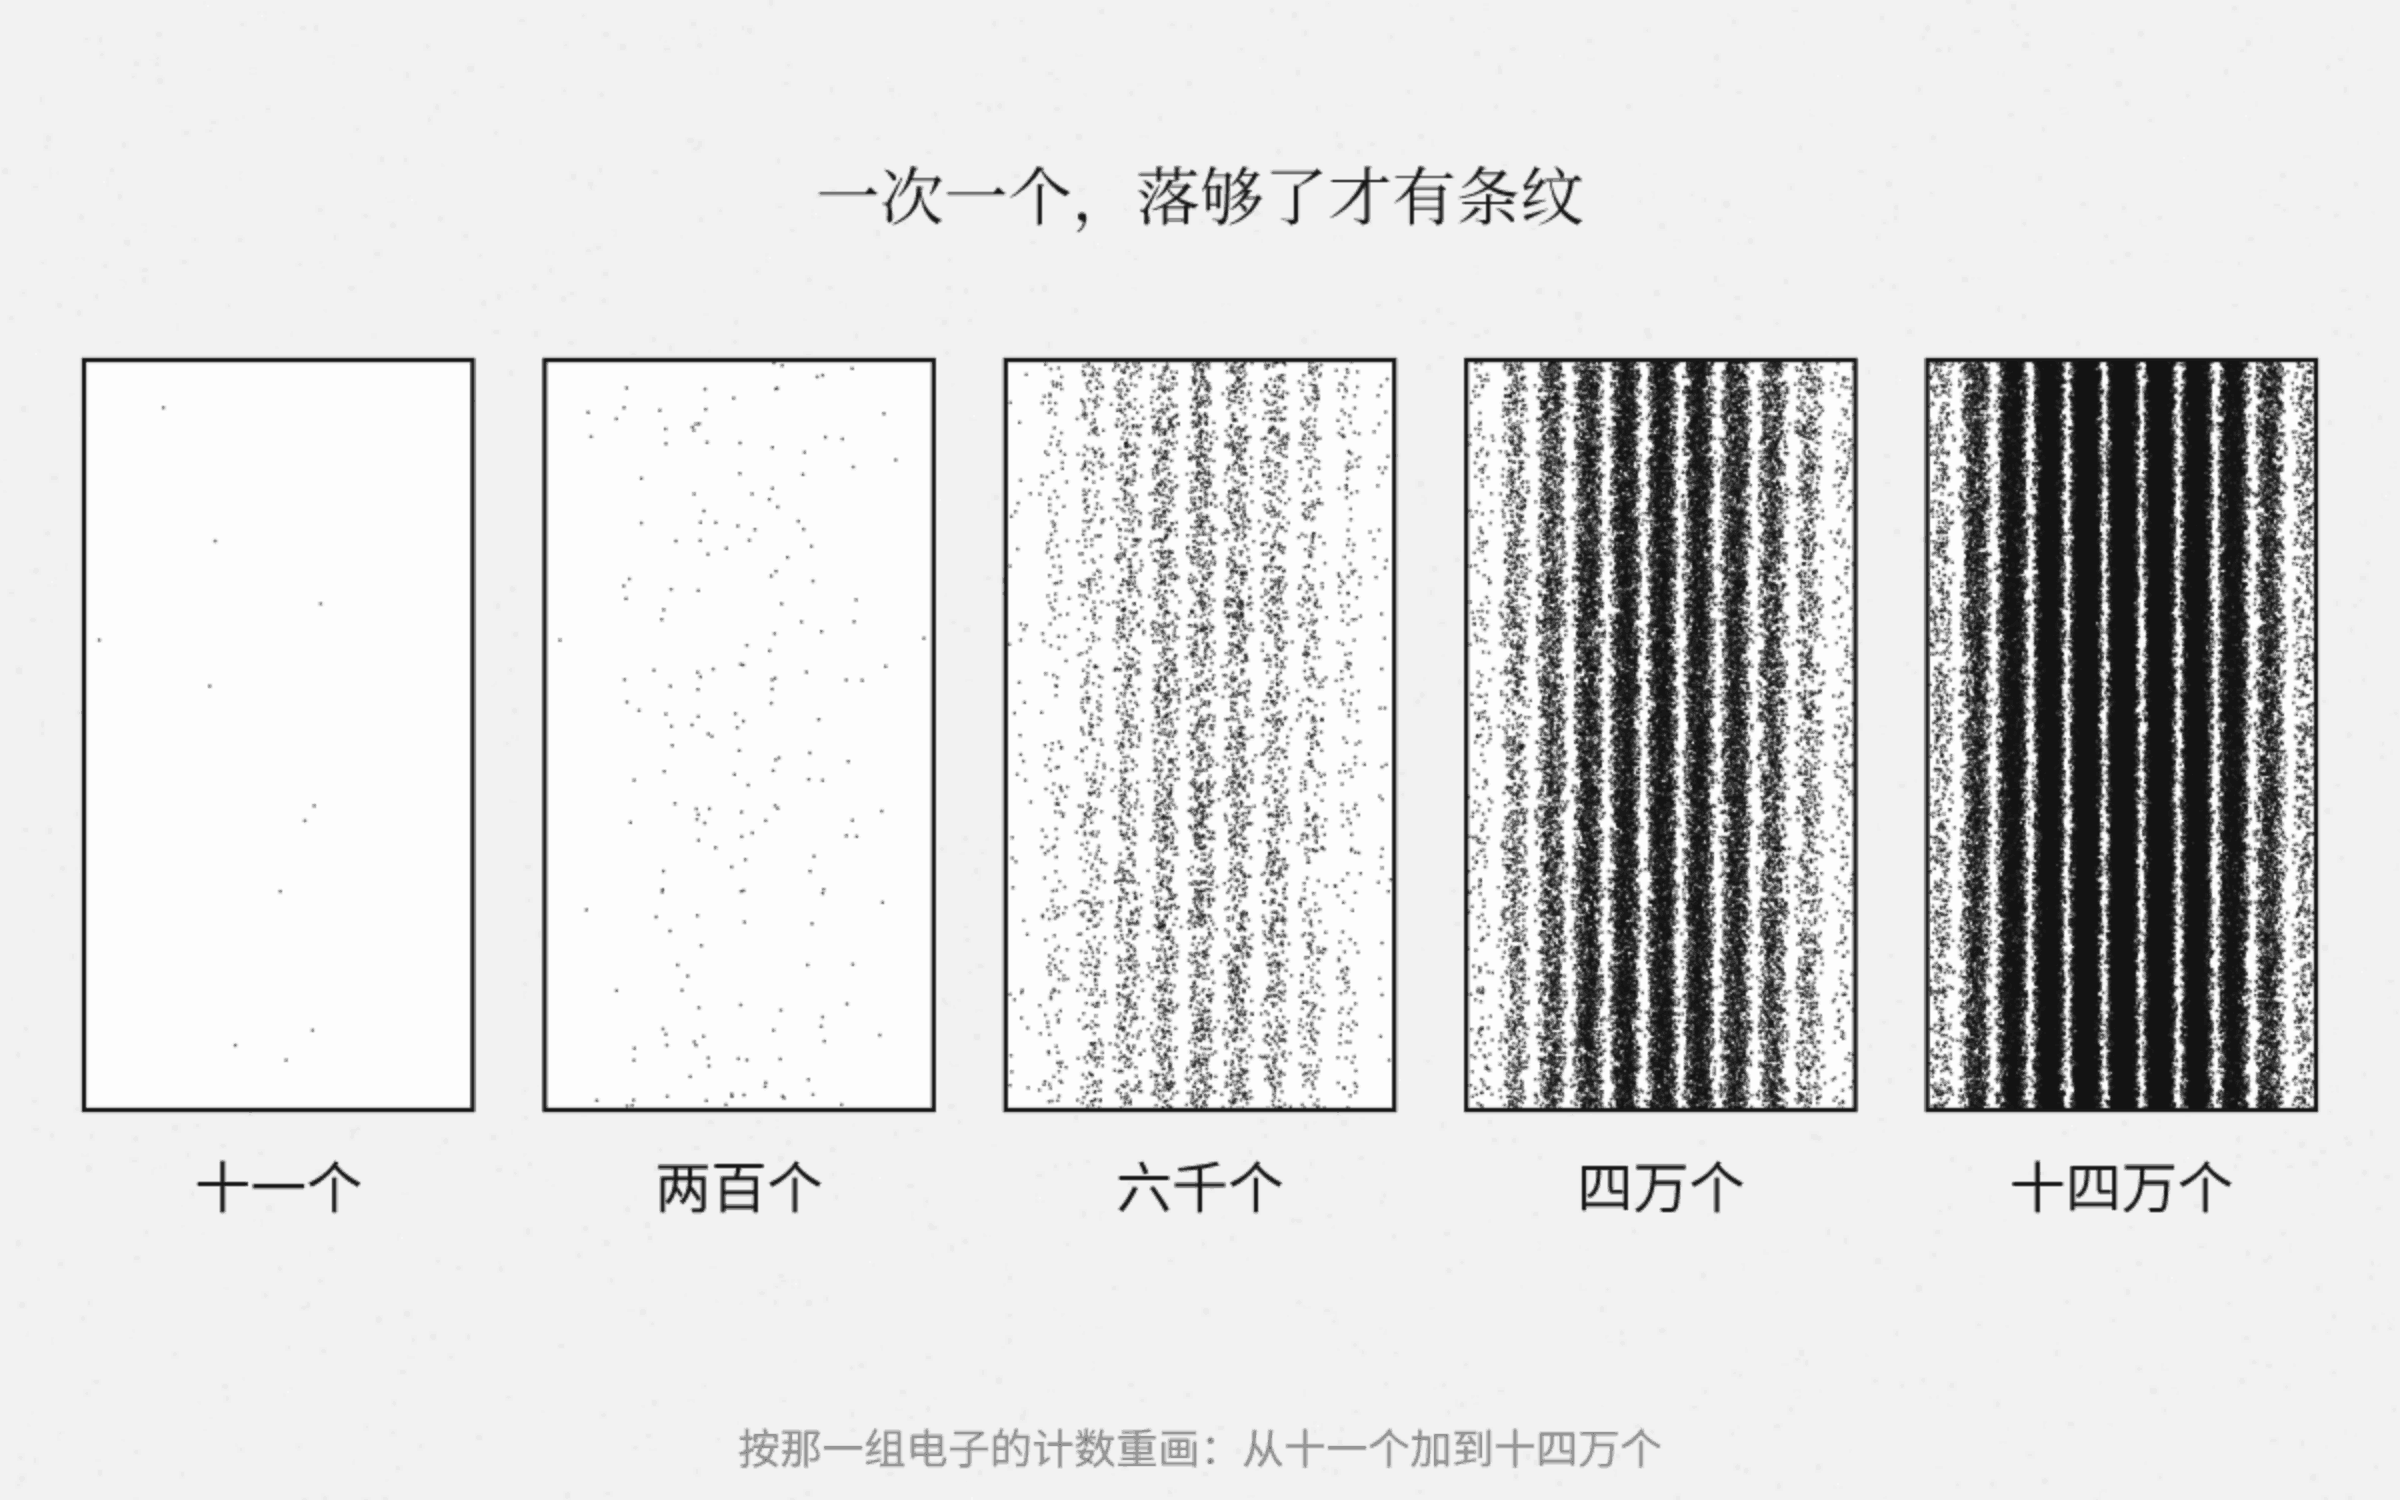 一次一个，落够了才有条纹
十一个
两百个
六千个
四万个
十四万个
按那一组电子的计数重画：从十一个加到十四万个